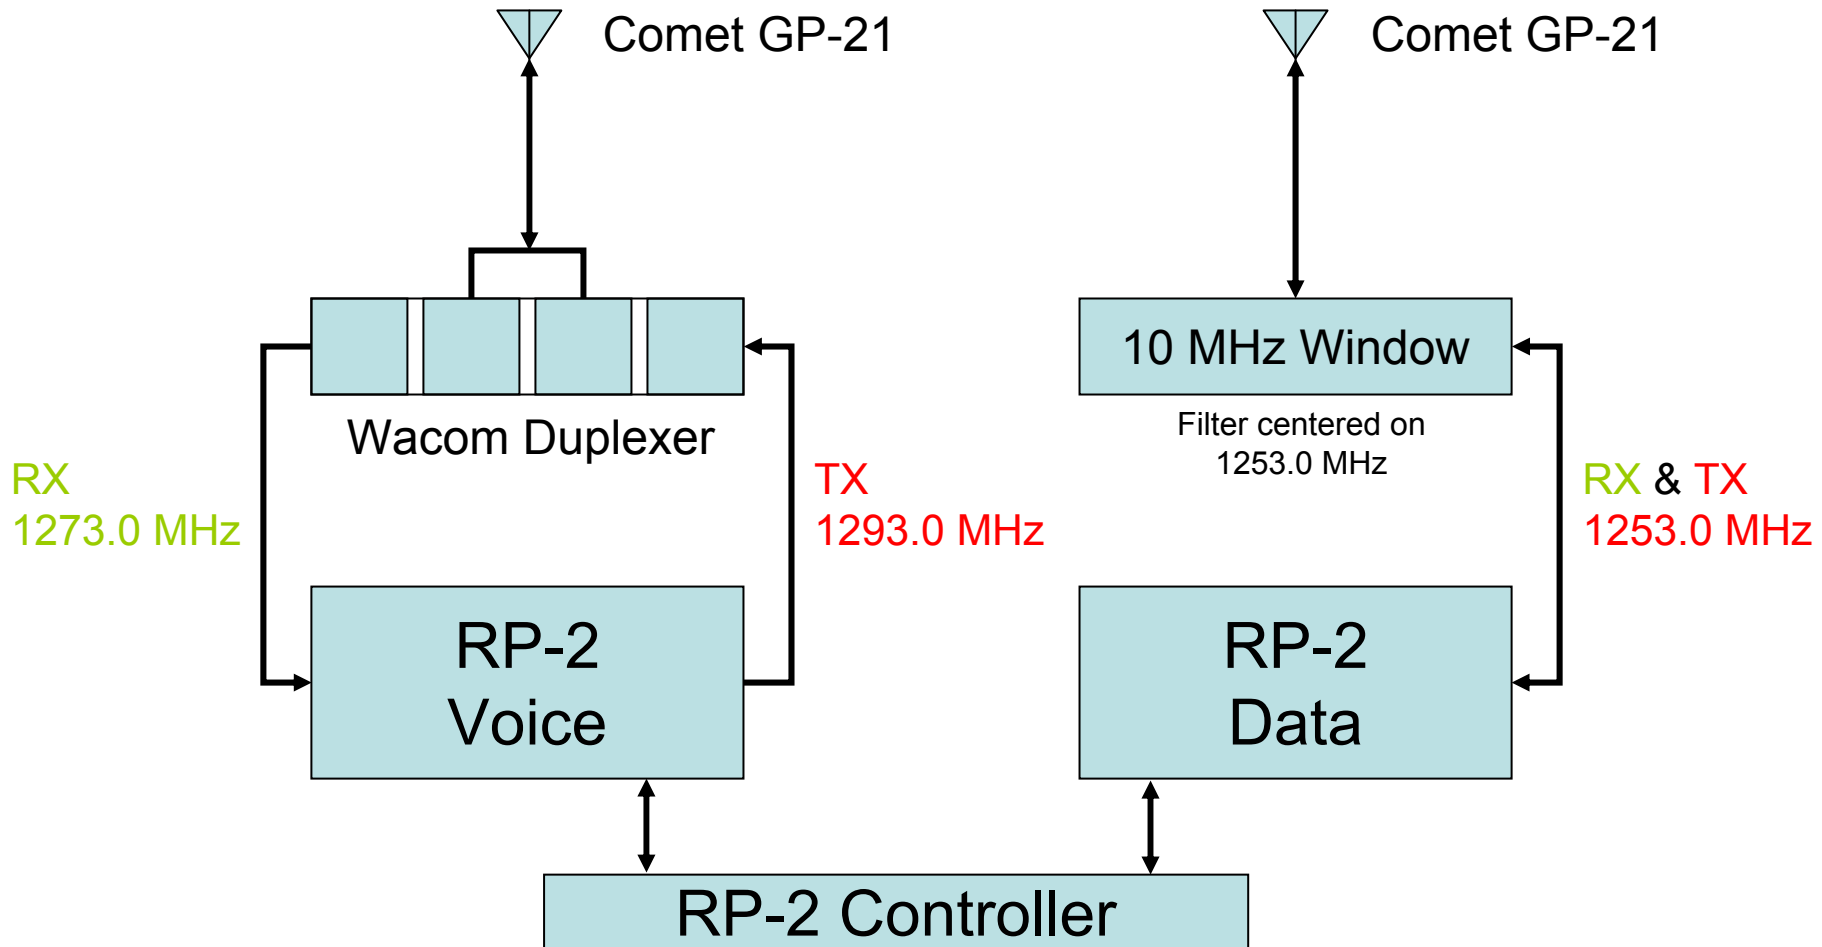 Comet GP-21
Comet GP-21
10 MHz Window
Wacom Duplexer
Filter centered on
1253.0 MHz
RX
1273.0 MHz
TX
1293.0 MHz
RX & TX
1253.0 MHz
RP-2
Voice
RP-2
Data
RP-2 Controller